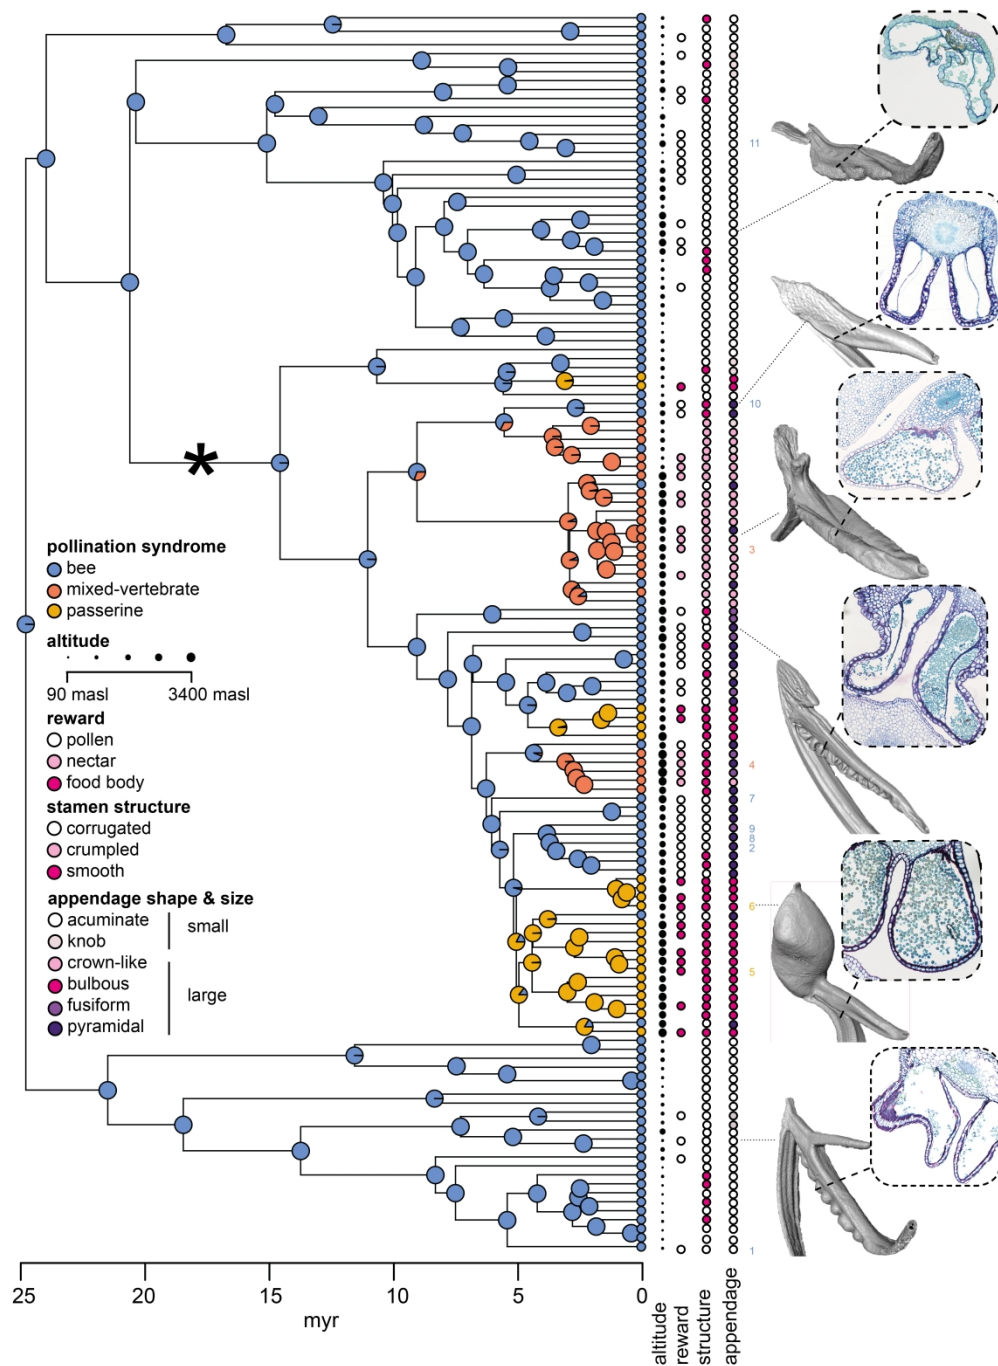 11
10
3
pollination syndrome
bee
mixed-vertebrate
passerine
altitude
90 masl 3400 masl
reward
pollen
nectar
food body
stamen structure
corrugated
crumpled
smooth
appendage shape & size
acuminate
knob
small
crown-like
bulbous
fusiform
large
pyramidal
4
7
9
8
2
6
5
1
25 20 15 10 5 0
myr
altitude
reward
structure
appendage